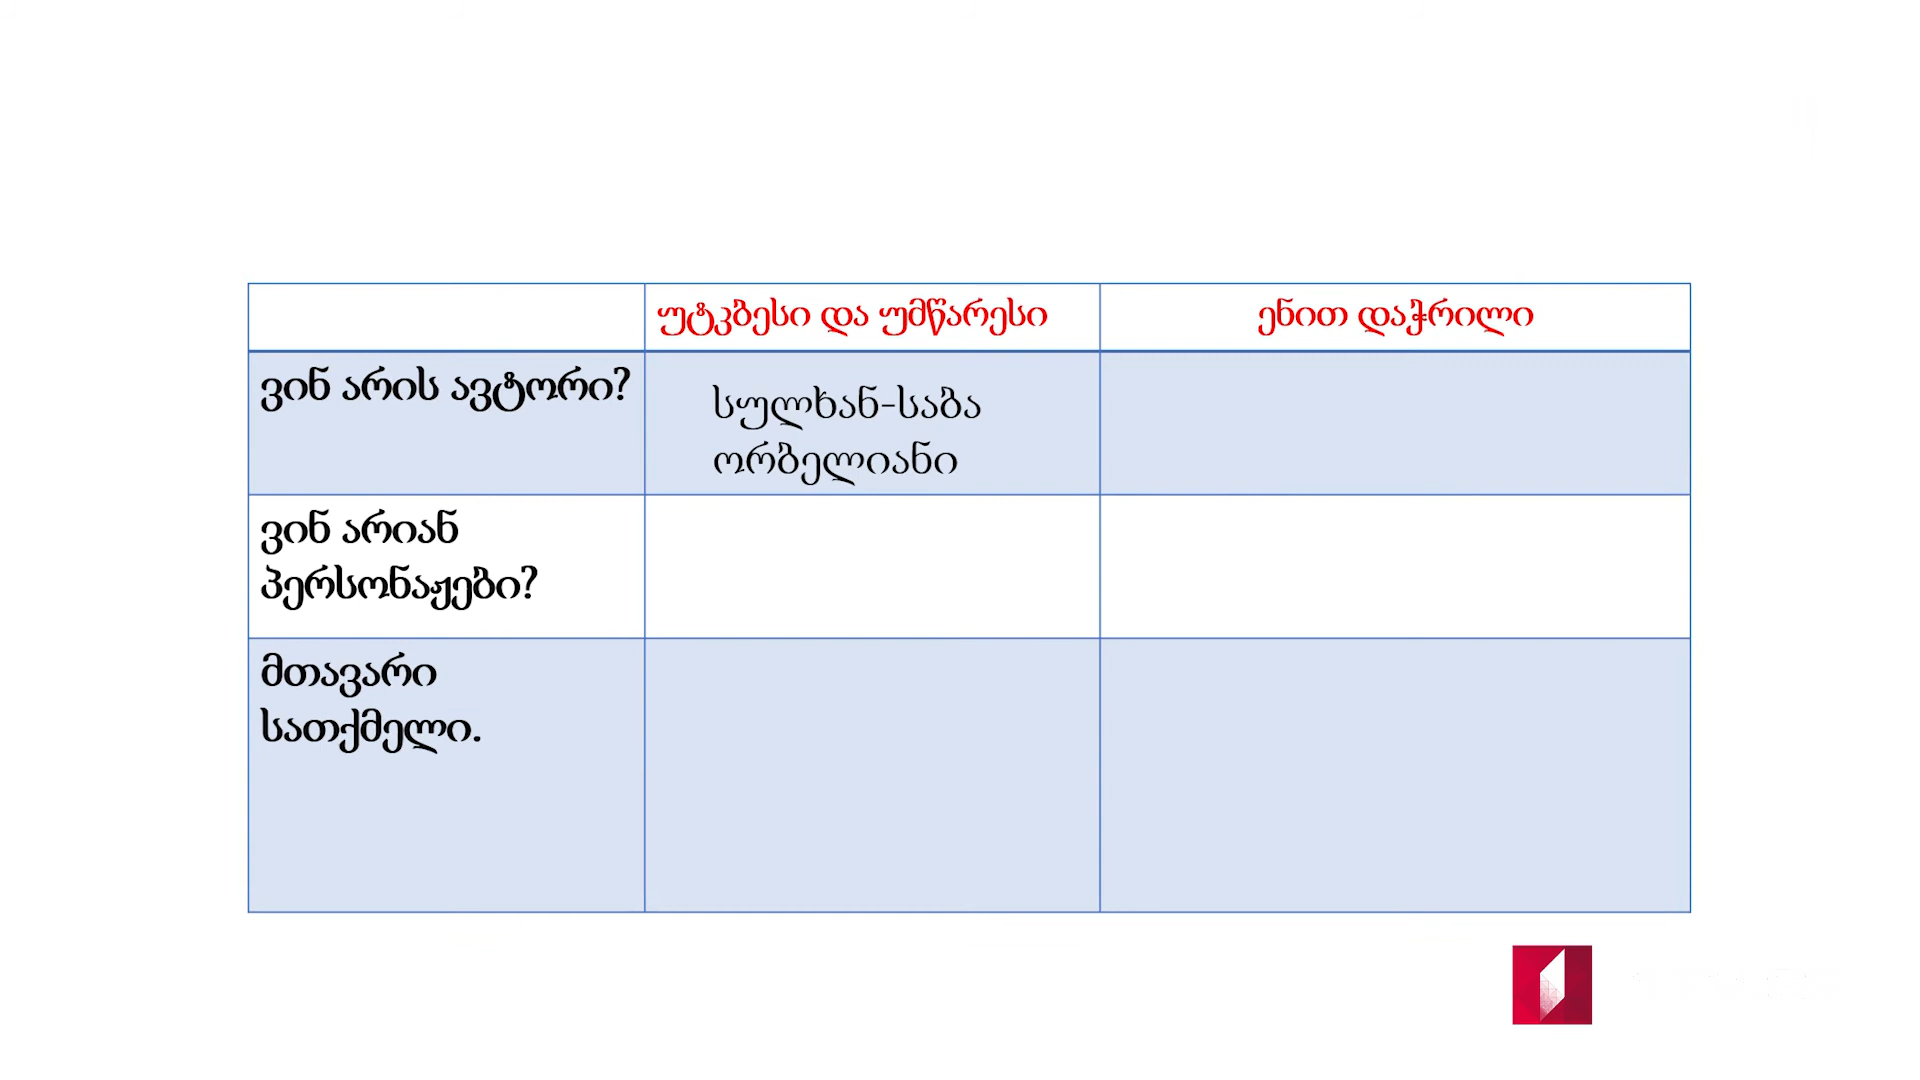 უტკბესი და უმწარესი
ენით დაჭრილი
ვინ არის ავტორი?
სულხან-საბა
ორბელიანი
ვინ არიან
პერსონაჟები?
მთავარი
სათქმელი.